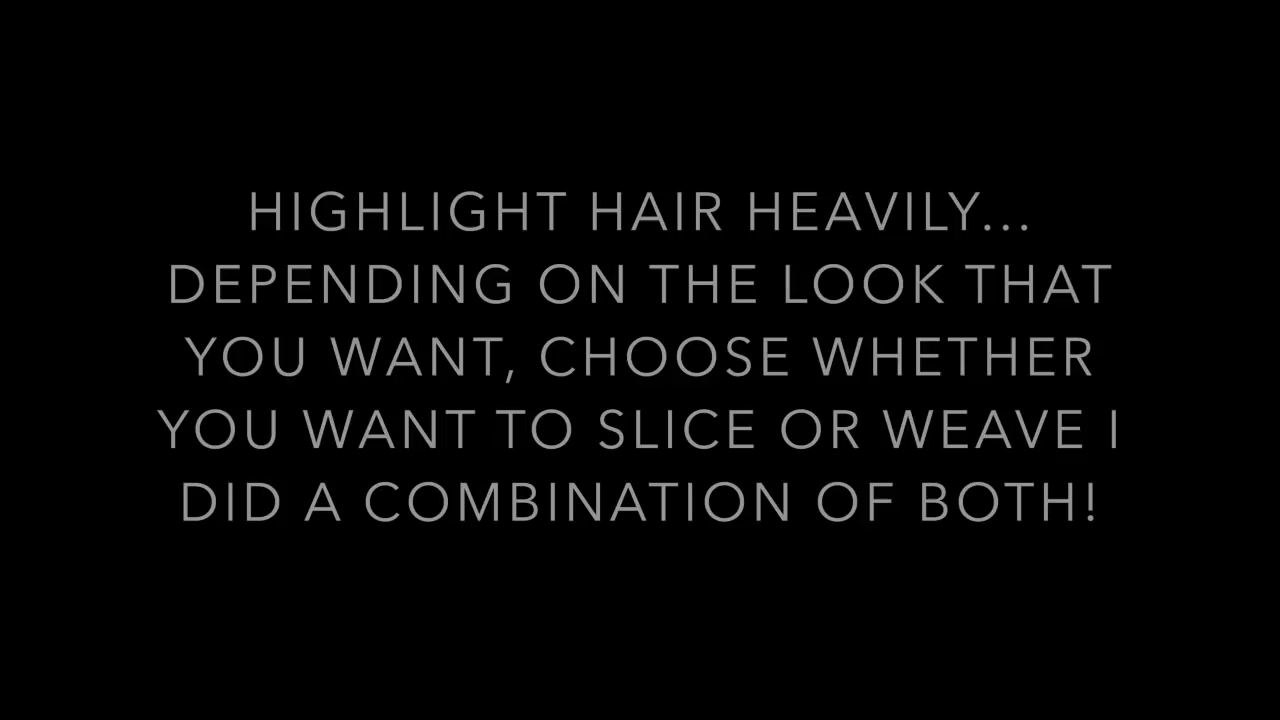 HIGHLIGHT HAIR HEAVILY...
DEPENDING ON THE LOOK THAT
YOU WANT, CHOOSE WHETHER
YOU WANT TO SLICE OR WEAVE I
DID A COMBINATION OF BOTH!